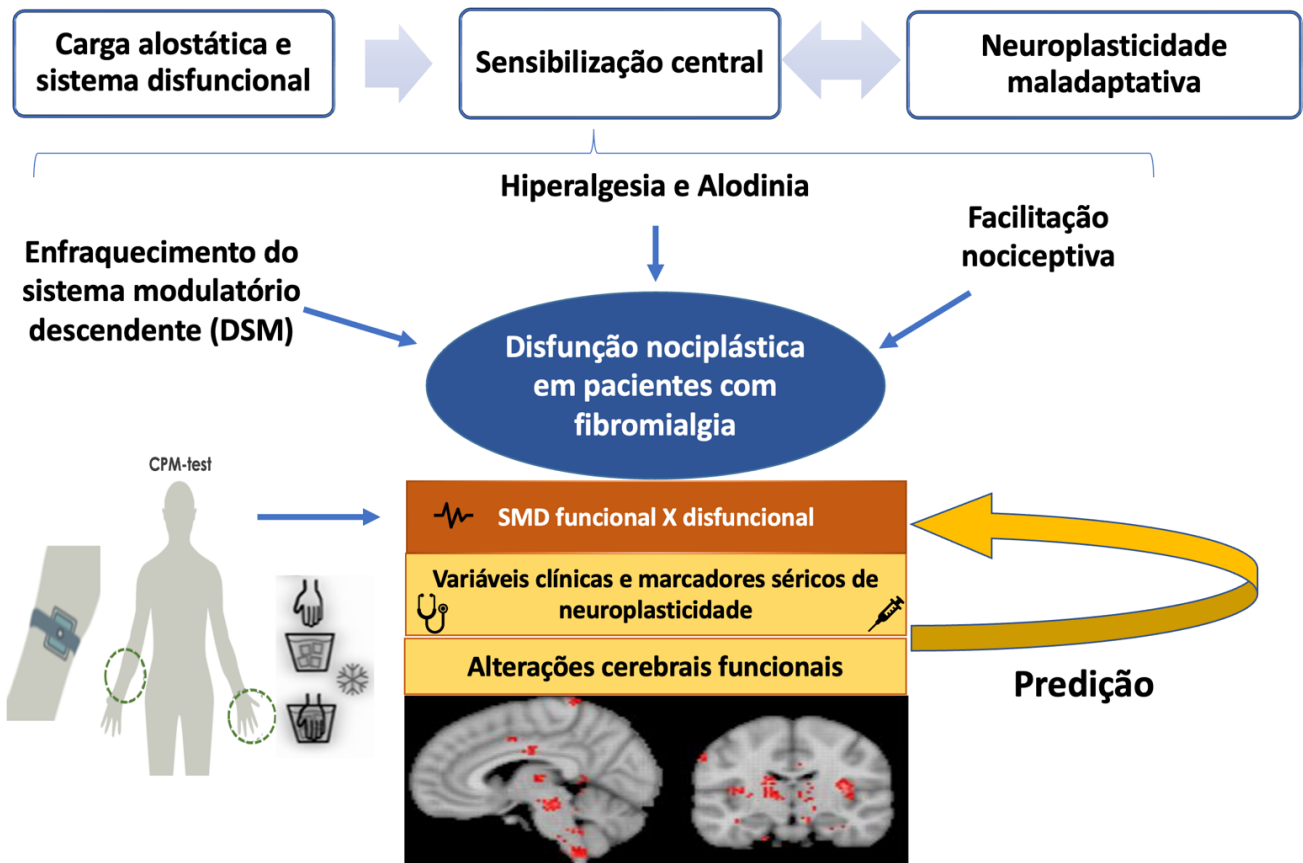 Carga alostática e
sistema disfuncional
Sensibilização central
Neuroplasticidade
maladaptativa
Hiperalgesia e Alodinia
Facilitação
nociceptiva
Enfraquecimento do
sistema modulatório
descendente (DSM)
Disfunção nociplástica
em pacientes com
fibromialgia
CPM-test
SMD funcional X disfuncional
Variáveis clínicas e marcadores séricos de
neuroplasticidade
Alterações cerebrais funcionais
Predição